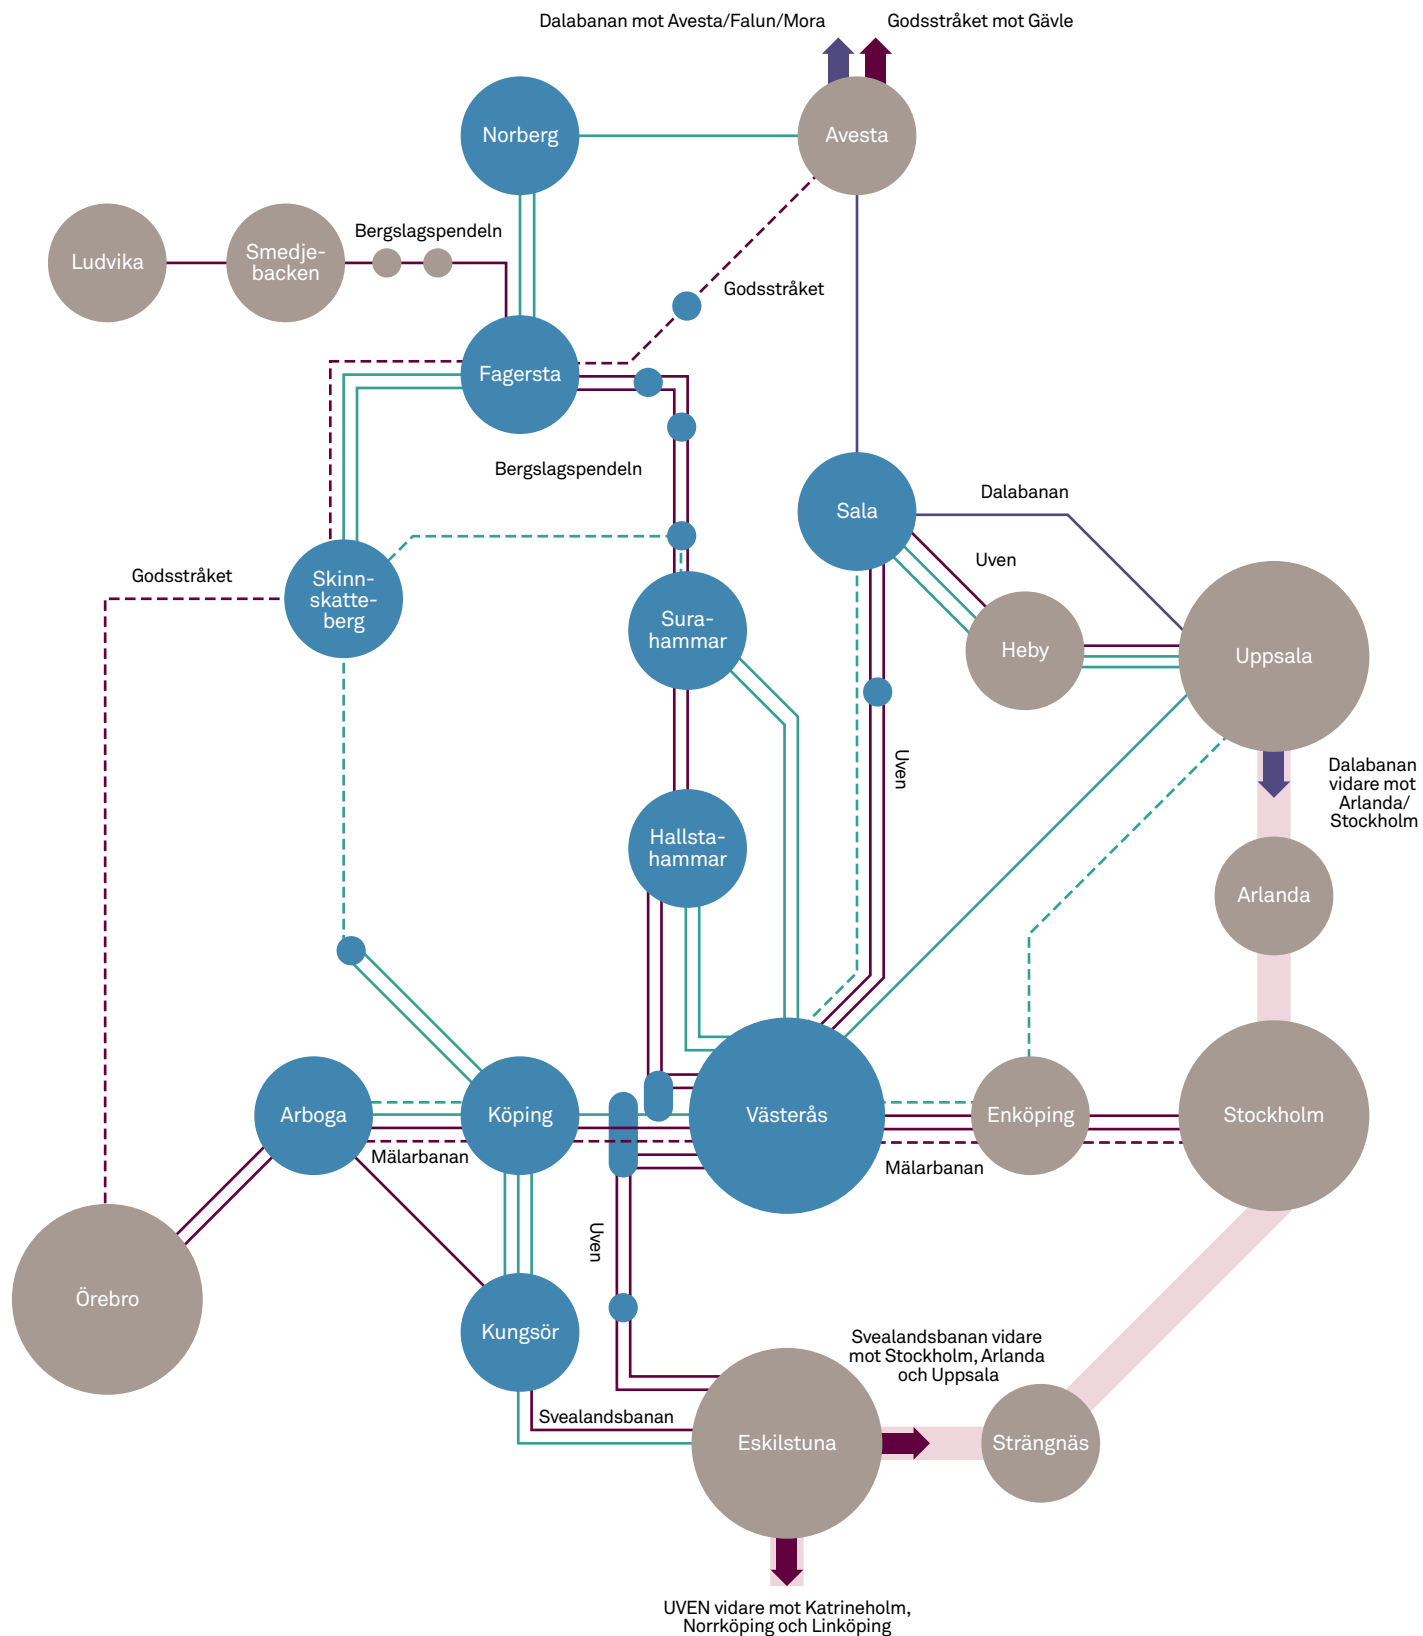 Dalabanan mot Avesta/Falun/Mora
Godsstråket mot Gävle
Norberg
Avesta
Bergslagspendeln
Ludvika
Smedje-
backen
Godsstråket
Fagersta
Bergslagspendeln
Sala
Dalabanan
Uven
Godsstråket
Skinn-
skatte-
berg
Sura-
hammar
Heby
Uppsala
Uven
Dalabanan
vidare mot
Arlanda/
Stockholm
Hallsta-
hammar
Arlanda
Arboga
Köping
Västerås
Enköping
Stockholm
Mälarbanan
Mälarbanan
Uven
Örebro
Kungsör
Svealandsbanan vidare
mot Stockholm, Arlanda
och Uppsala
Svealandsbanan
Eskilstuna
Strängnäs
UVEN vidare mot Katrineholm,
Norrköping och Linköping